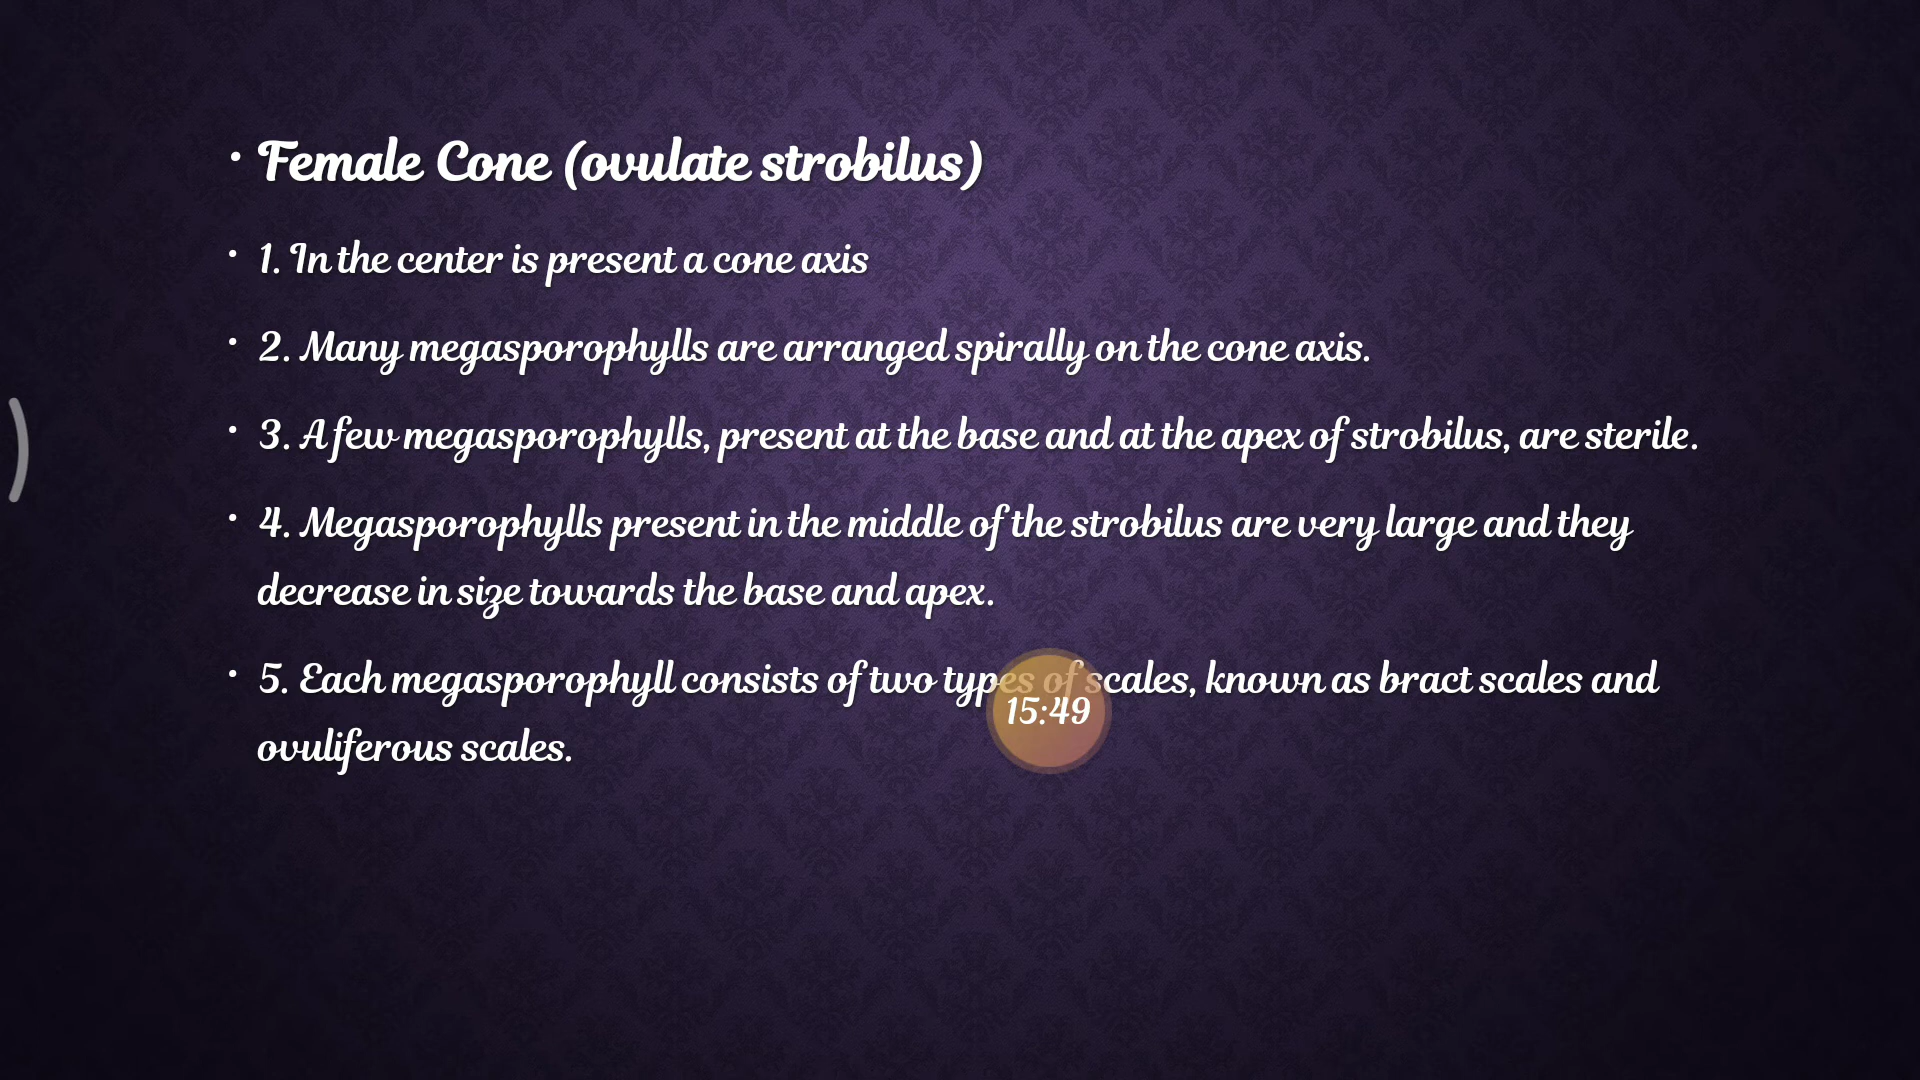 • Female Cone (ovulate strobilus)
• 1. In the center is present a cone axis
• 2. Many megasporophylls are arranged spirally on the cone axis.
• 3. A few megasporophylls, present at the base and at the apex of strobilus, are sterile.
• 4. Megasporophylls present in the middle of the strobilus are very large and they
decrease in size towards the base and apex.
• 5. Each megasporophyll consists of two types of scales, known as bract scales and
15:49
ovuliferous scales.